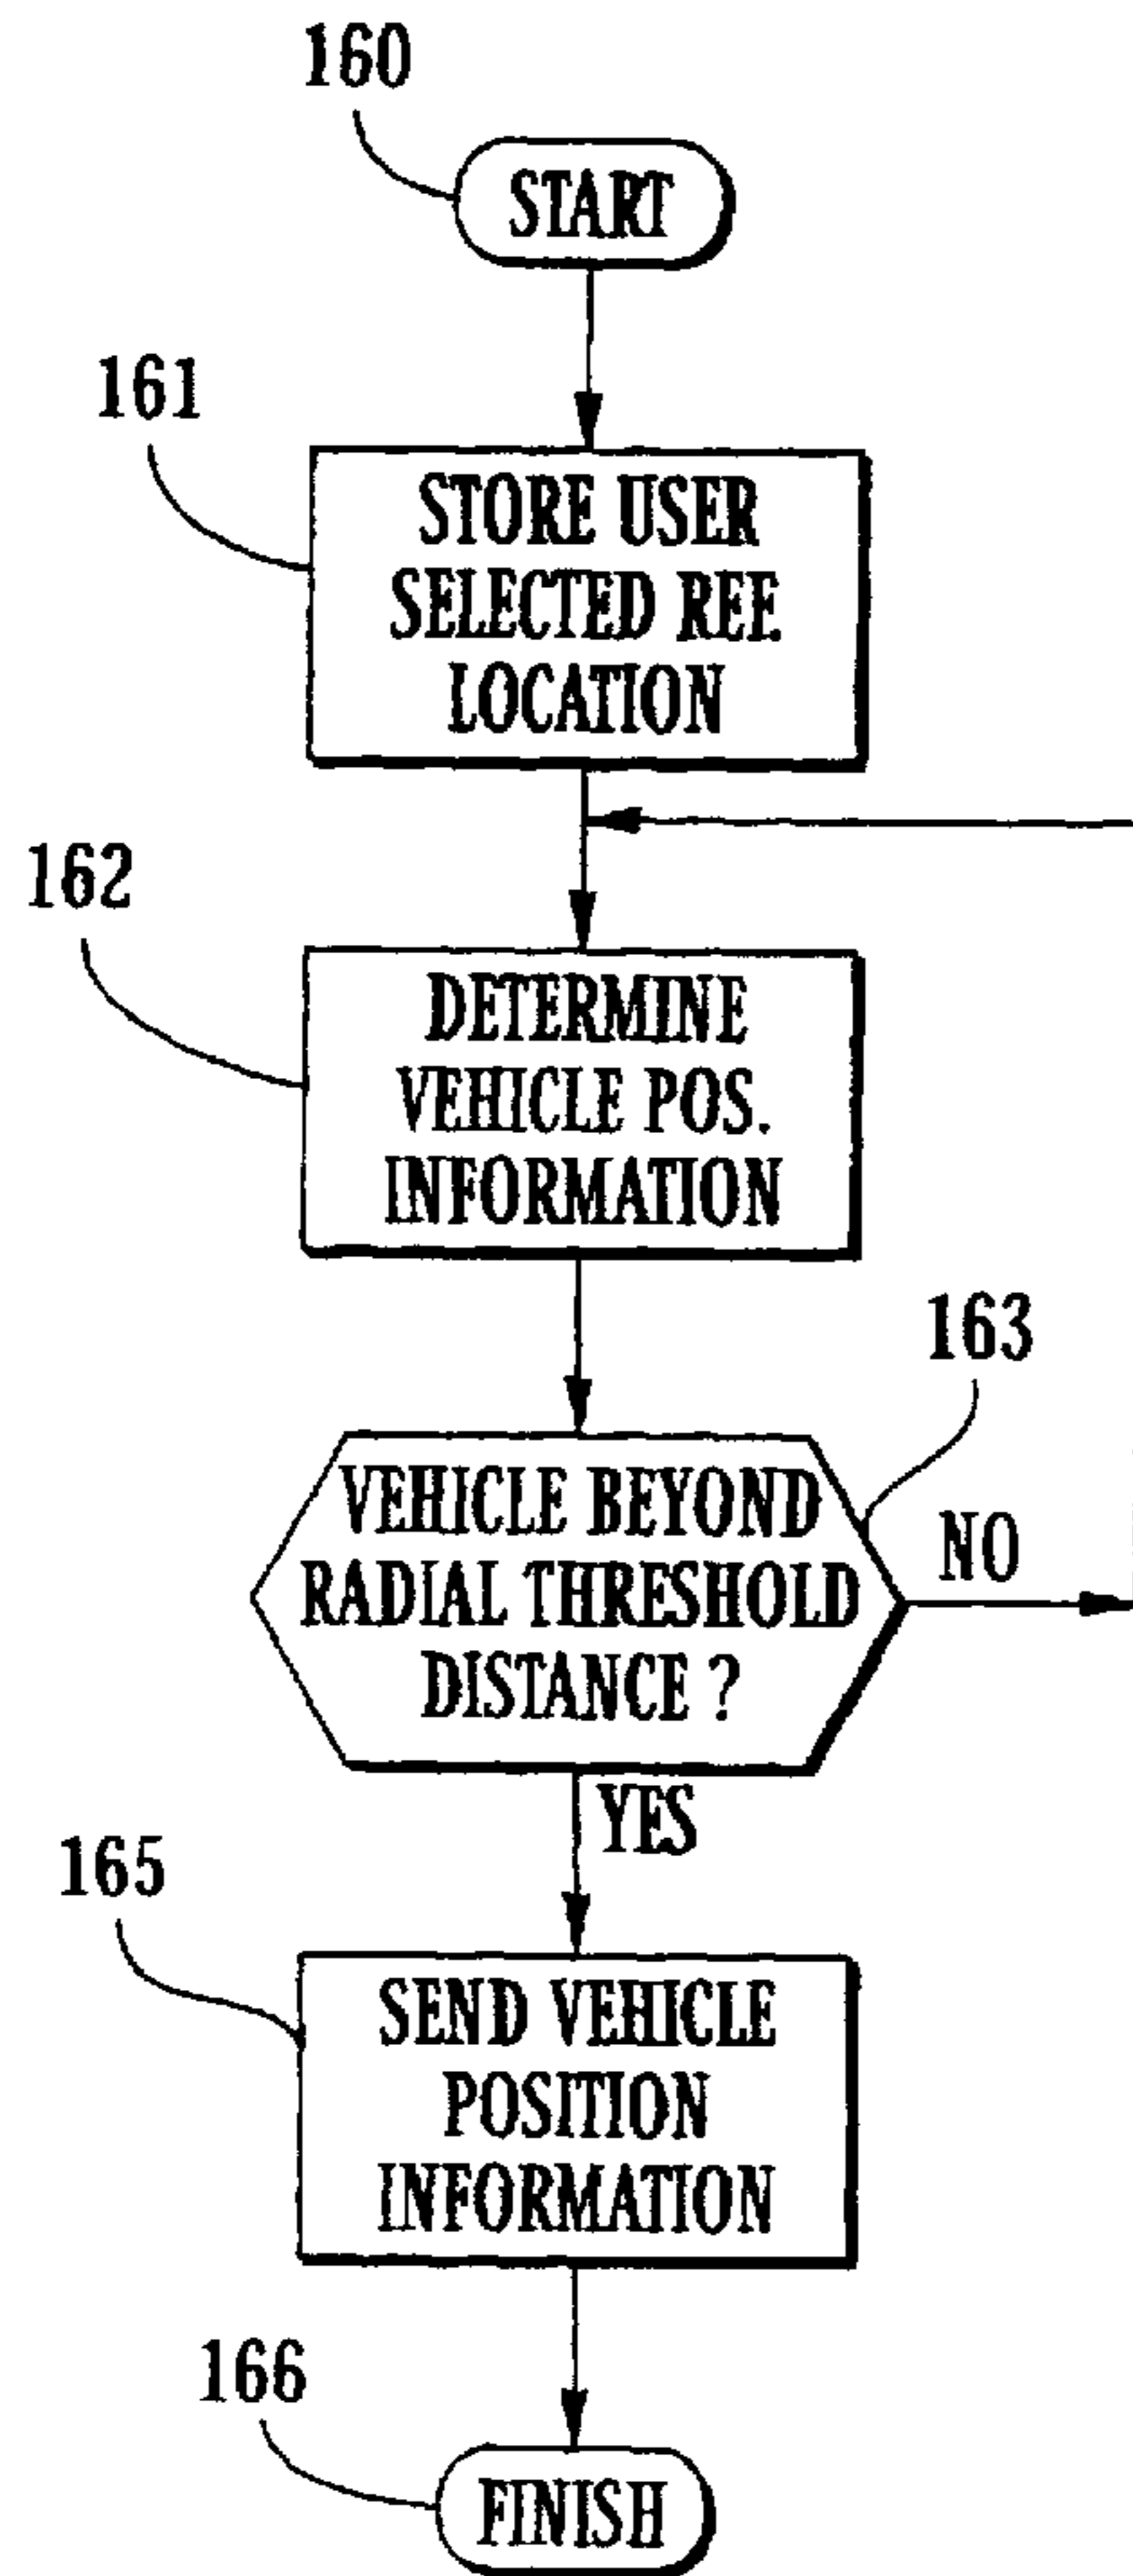 160
START
161
STORE USER
SELECTED REF.
LOCATION
162
DETERMINE
VEHICLE POS.
INFORMATION
163
VEHICLE BEYOND
RADIAL THRESHOLD
DISTANCE ?
NO
YES
165
SEND VEHICLE
POSITION
INFORMATION
166
FINISH